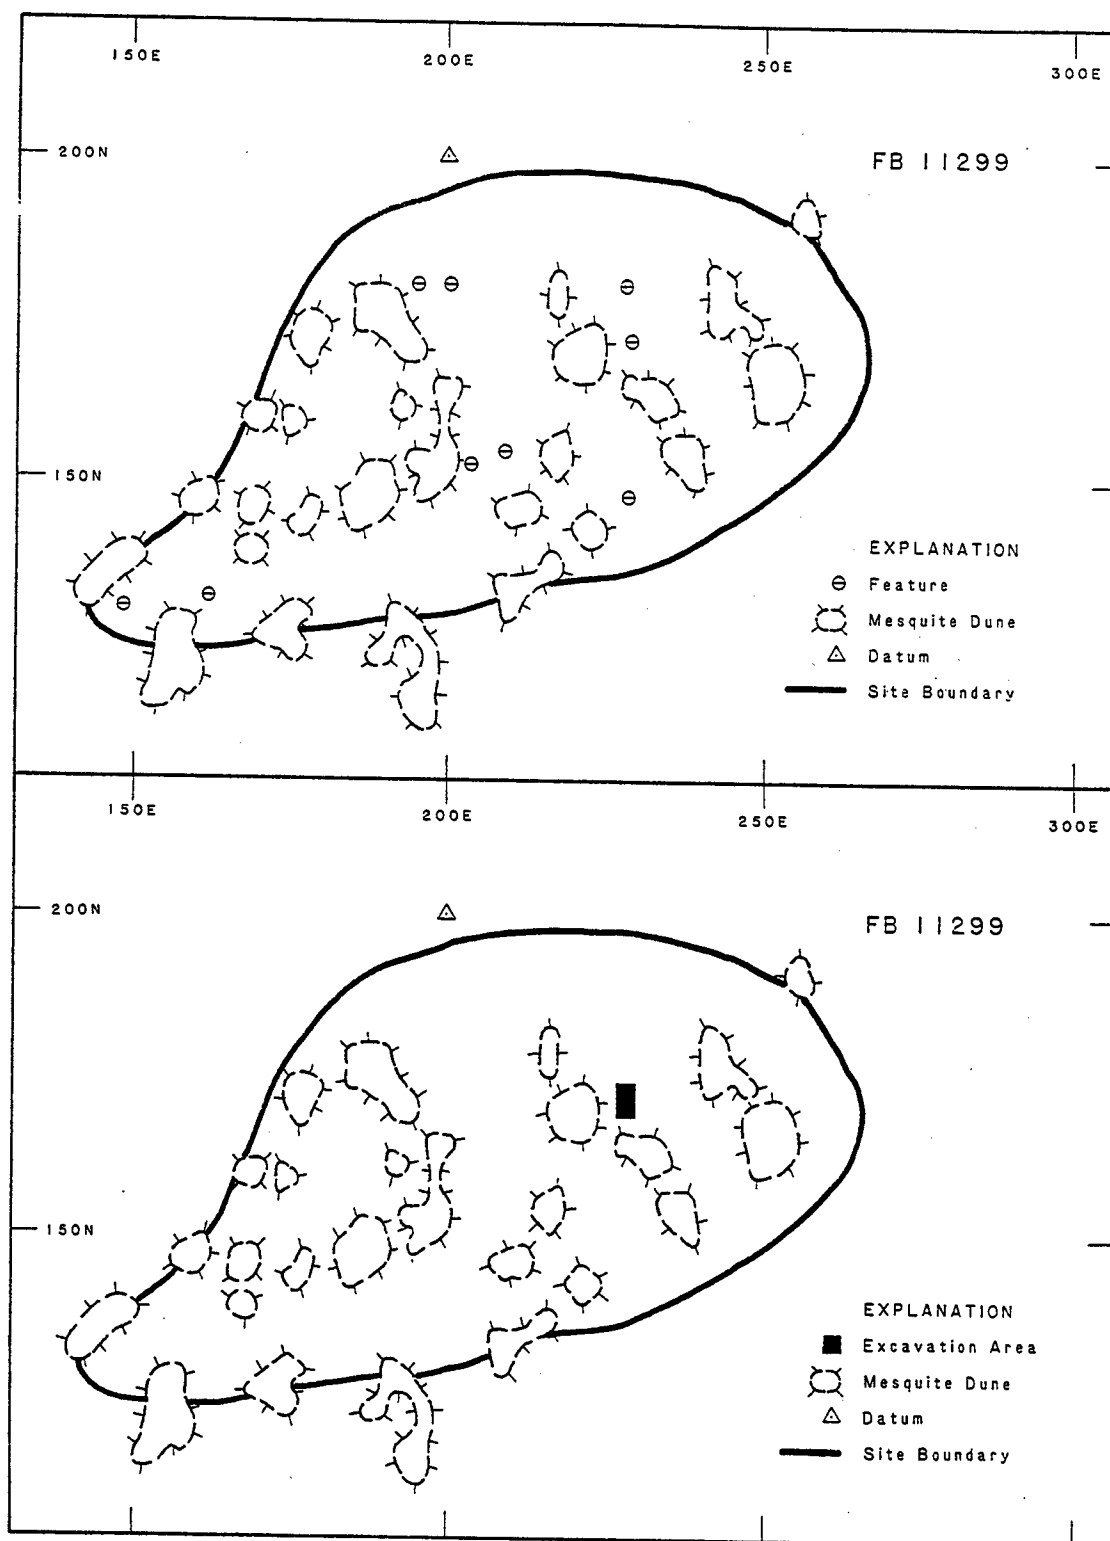 150E 200E 250E 300E
200N
FB 11299
150N
EXPLANATION
Feature
Mesquite Dune
Datum
Site Boundary
150E 200E 250E 300E
200N
FB 11299
150N
EXPLANATION
Excavation Area
Mesquite Dune
Datum
Site Boundary